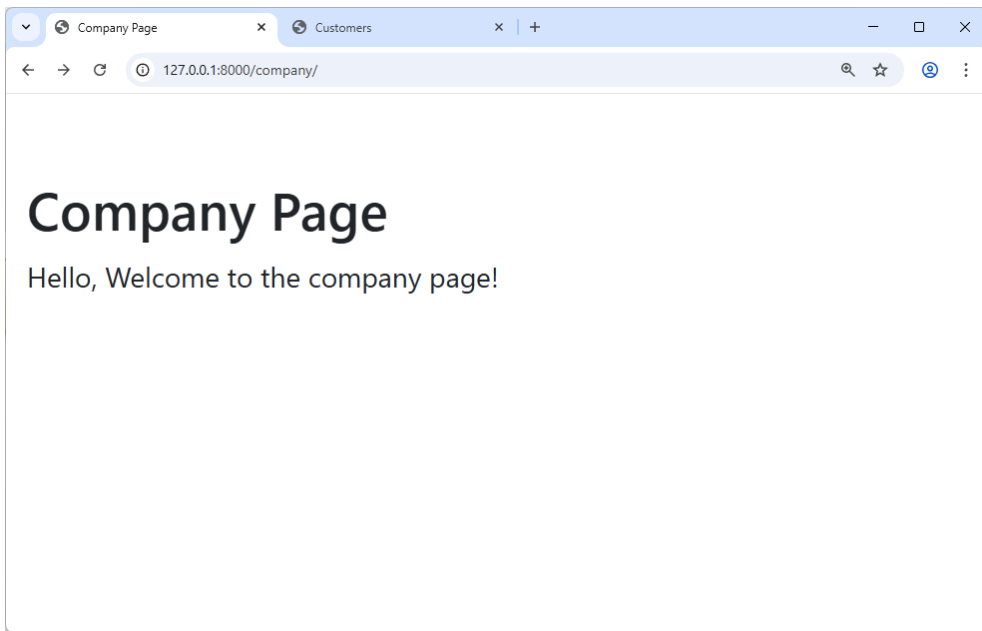 Company Page
Customers
127.0.0.1:8000/company/
Company Page
Hello, Welcome to the company page!